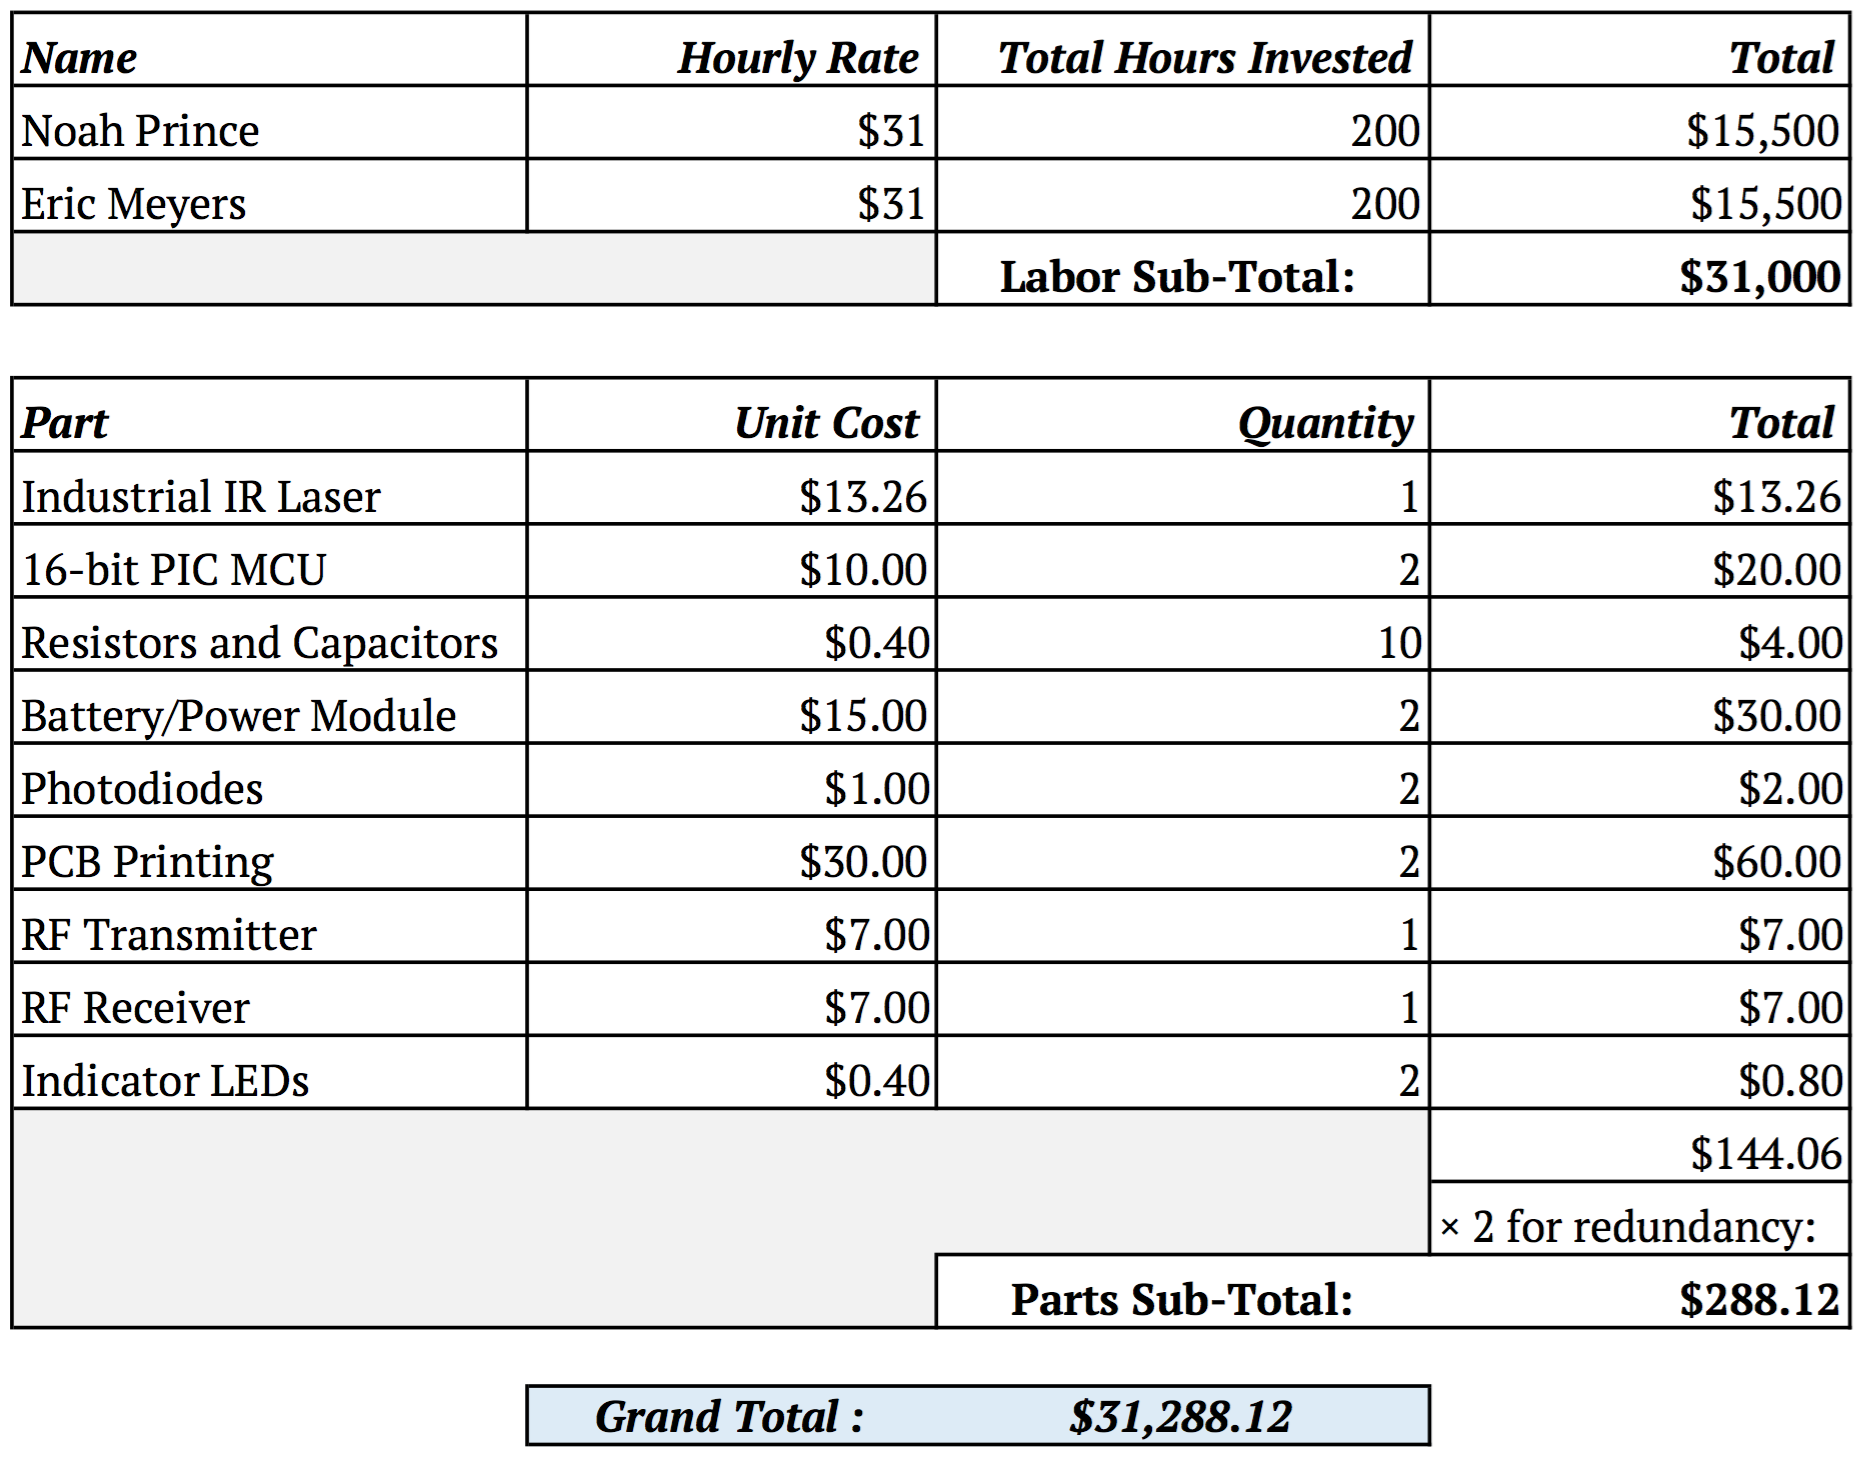 Name Hourly Rate Total Hours Invested Total
Noah Prince $31 200 $15,500
Eric Meyers $31 200 $15,500
Labor Sub-Total: $31,000
Part Unit Cost Quantity Total
Industrial IR Laser $13.26 1 $13.26
16-bit PIC MCU $10.00 2 $20.00
Resistors and Capacitors $0.40 10 $4.00
Battery/Power Module $15.00 2 $30.00
Photodiodes $1.00 2 $2.00
PCB Printing $30.00 2 $60.00
RF Transmitter $7.00 1 $7.00
RF Receiver $7.00 1 $7.00
Indicator LEDs $0.40 2 $0.80
$144.06
× 2 for redundancy:
Parts Sub-Total: $288.12
Grand Total : $31,288.12